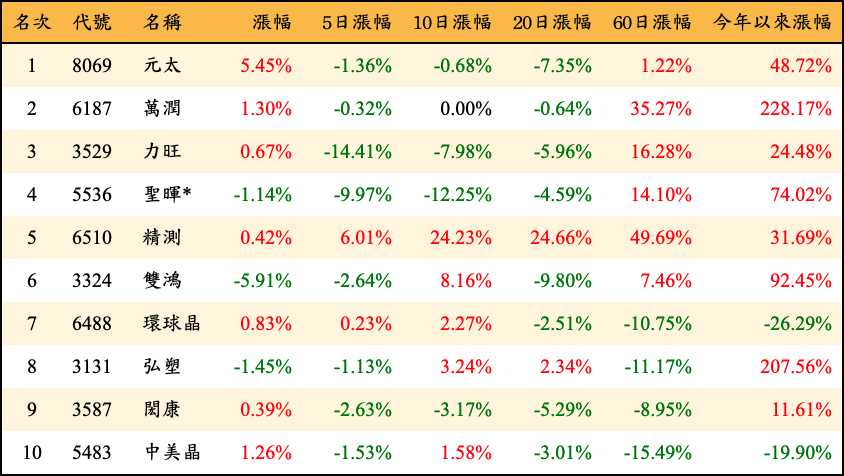 名次 代號 名稱 漲幅 5日漲幅 10日漲幅 20日漲幅 60日漲幅 今年以來漲幅
1 8069 元太 5.45% -1.36% -0.68% -7.35% 1.22% 48.72%
2 6187 萬潤 1.30% -0.32% 0.00% -0.64% 35.27% 228.17%
3 3529 力旺 0.67% -14.41% -7.98% -5.96% 16.28% 24.48%
4 5536 聖暉* -1.14% -9.97% -12.25% -4.59% 14.10% 74.02%
5 6510 精測 0.42% 6.01% 24.23% 24.66% 49.69% 31.69%
6 3324 雙鴻 -5.91% -2.64% 8.16% -9.80% 7.46% 92.45%
7 6488 環球晶 0.83% 0.23% 2.27% -2.51% -10.75% -26.29%
8 3131 弘塑 -1.45% -1.13% 3.24% 2.34% -11.17% 207.56%
9 3587 閎康 0.39% -2.63% -3.17% -5.29% -8.95% 11.61%
10 5483 中美晶 1.26% -1.53% 1.58% -3.01% -15.49% -19.90%